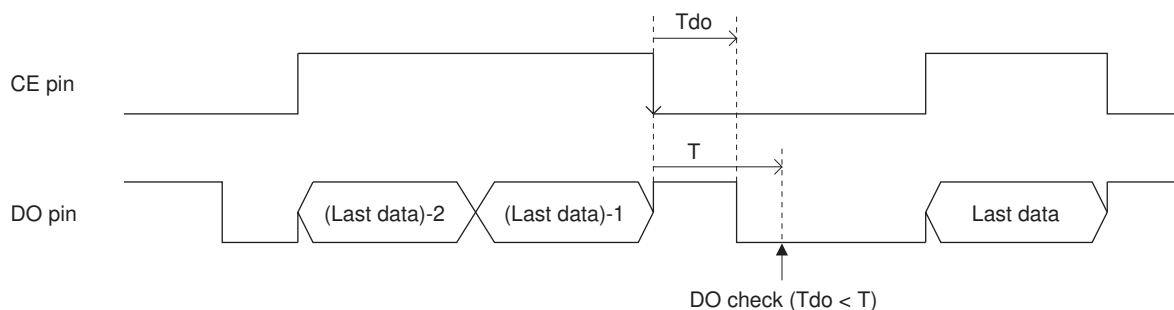 Tdo
CE pin
T
DO pin
(Last data)-2
(Last data)-1
Last data
DO check (Tdo < T)